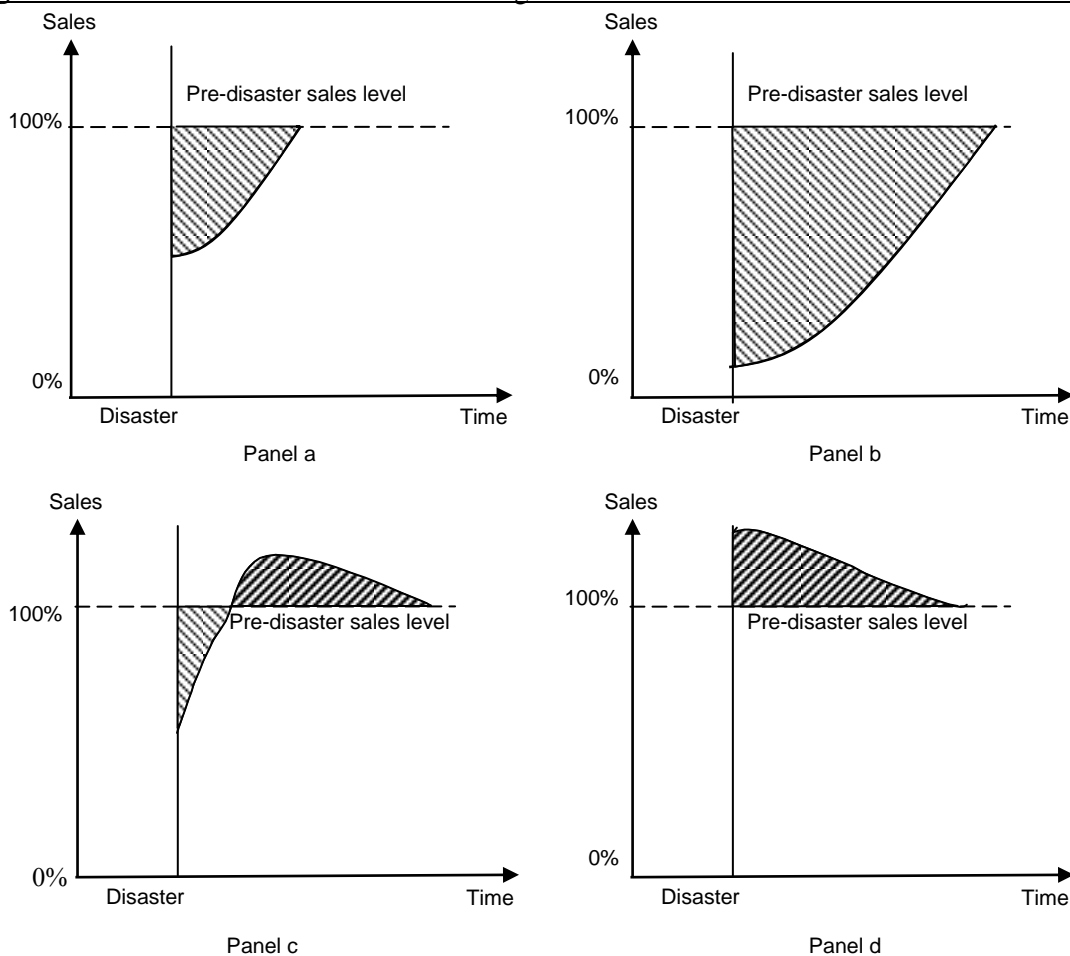 Sales
Pre-disaster sales level
100%
0%
Disaster
Time
Panel a
Sales
Pre-disaster sales level
100%
0%
Disaster
Time
Panel b
Sales
100%
Pre-disaster sales level
0%
Disaster
Time
Panel c
Sales
100%
Pre-disaster sales level
0%
Disaster
Time
Panel d